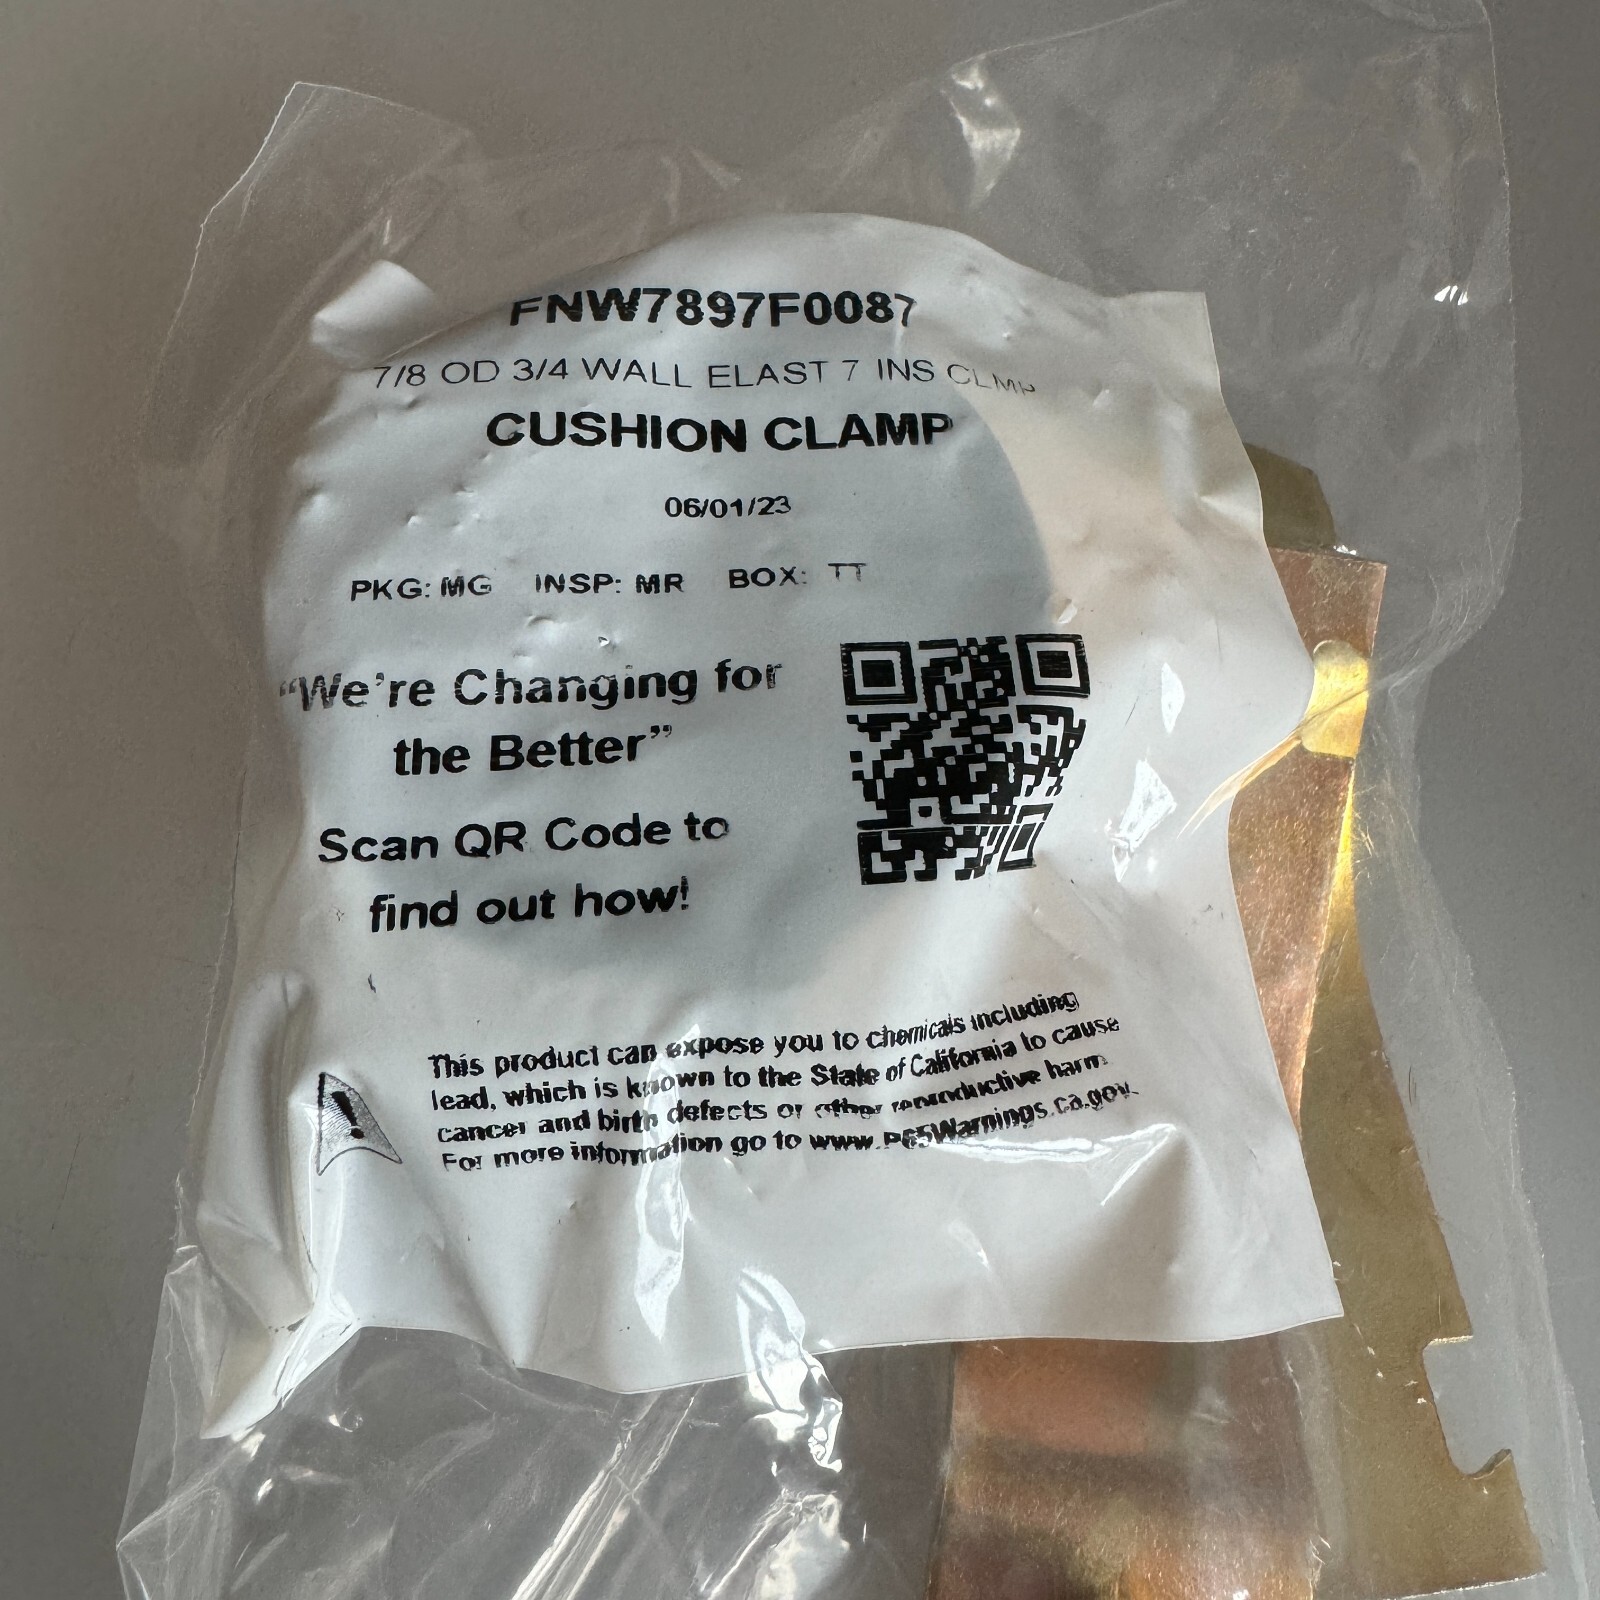 FNW7897F0087
7/8 OD 3/4 WALL ELAST 7 INS CLMP
CUSHION CLAMP
06/01/23
PKG: MG INSP: MR BOX: TT
“We’re Changing for
the Better”
Scan QR Code to
find out how!
This product can expose you to chemicals including
lead, which is known to the State of California to cause
cancer and birth defects or other reproductive harm.
For more information go to www.P65Warnings.ca.gov.
!